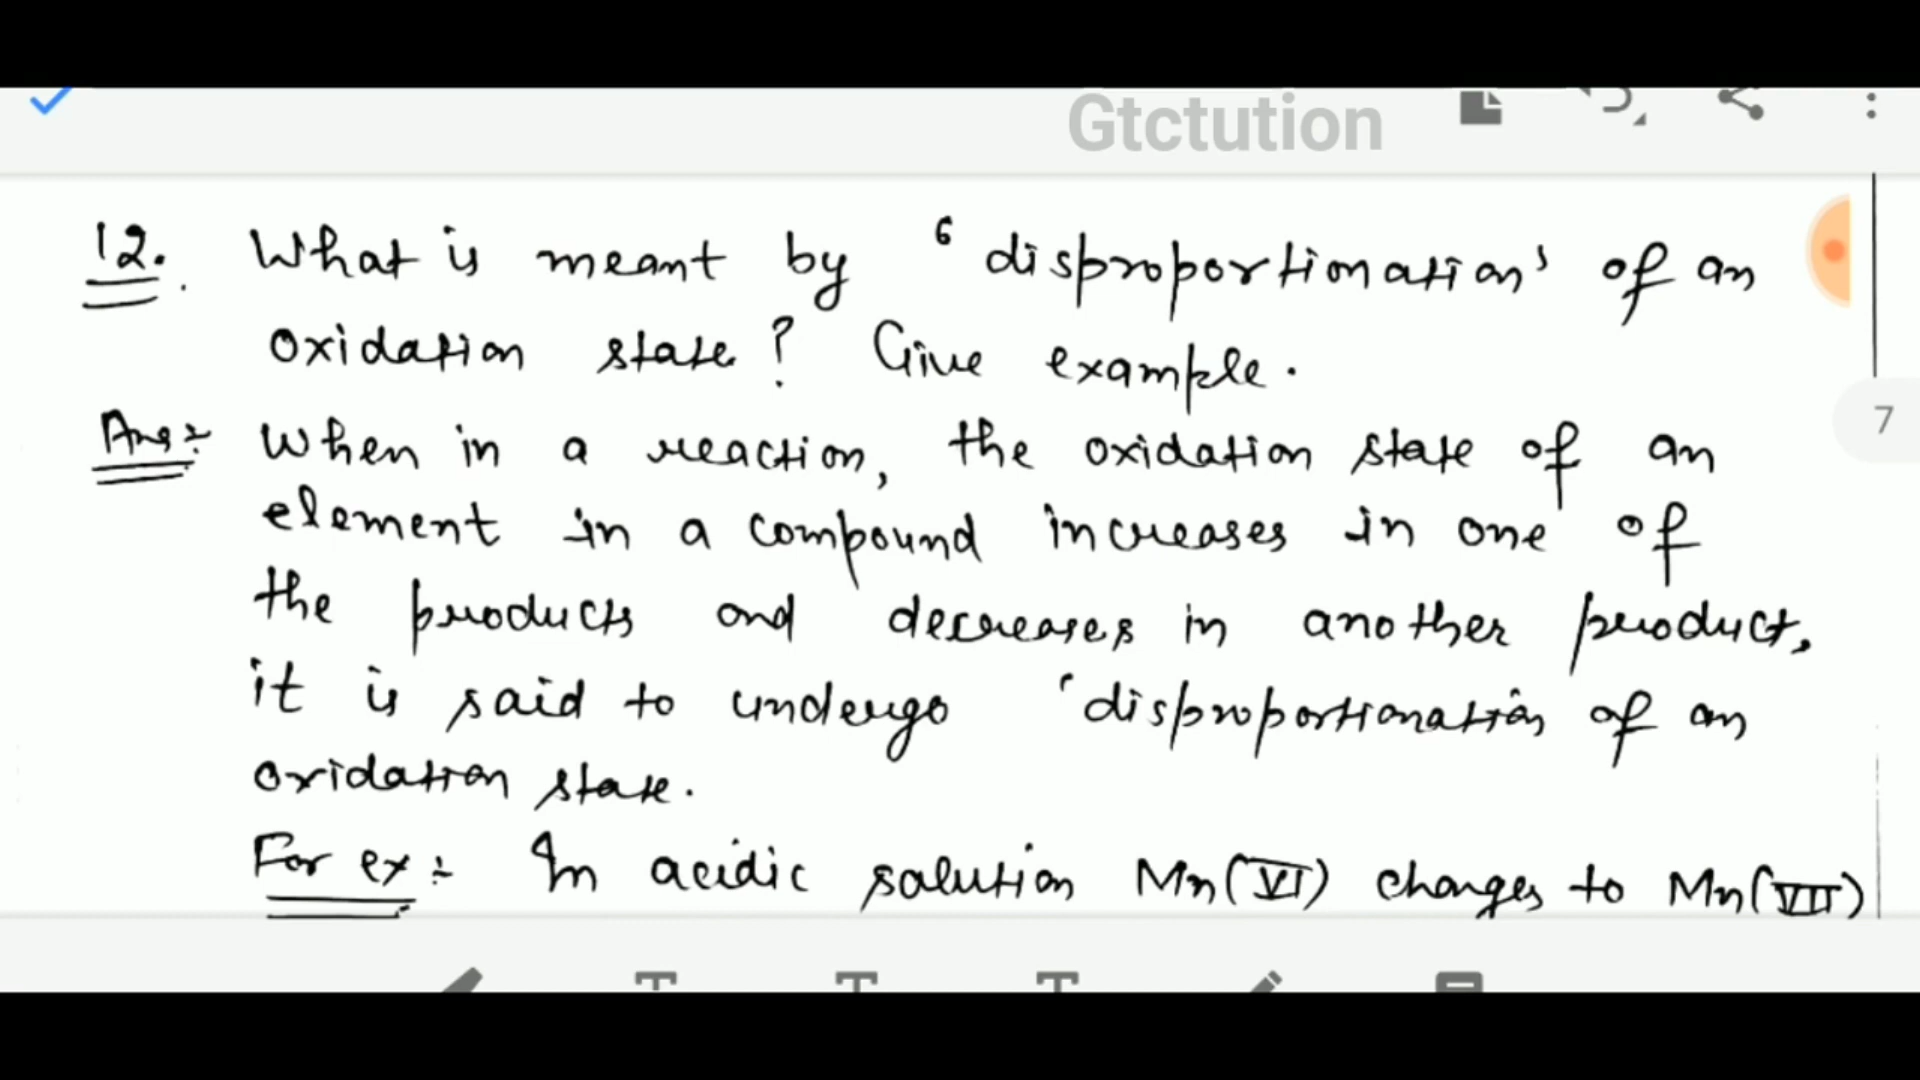 Gtctution
12. What is meant by ‘disproportionation’ of an
oxidation state? Give example.
7
Ans:- When in a reaction, the oxidation state of an
element in a compound increases in one of
the products and decreases in another product,
it is said to undergo ‘disproportionation of an
oxidation state.
For ex:- In acidic solution Mn(VI) changes to Mn(VII)